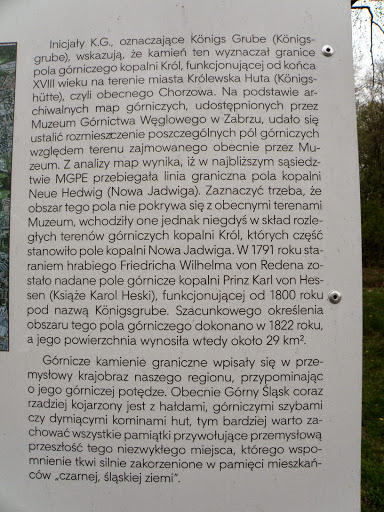 Inicjały K.G., oznaczające Königs Grube (Königs-
grube), wskazują, że kamień ten wyznaczał granice
pola górniczego kopalni Król, funkcjonującej od końca
XVIII wieku na terenie miasta Królewska Huta (Königs-
hütte), czyli obecnego Chorzowa. Na podstawie ar-
chiwalnych map górniczych, udostępnionych przez
Muzeum Górnictwa Węglowego w Zabrzu, udało się
ustalić rozmieszczenie poszczególnych pól górniczych
względem terenu zajmowanego obecnie przez Mu-
zeum. Z analizy map wynika, iż w najbliższym sąsiedz-
twie MGPE przebiegała linia graniczna pola kopalni
Neue Hedwig (Nowa Jadwiga). Zaznaczyć trzeba, że
obszar tego pola nie pokrywa się z obecnymi terenami
Muzeum, wchodziły one jednak niegdyś w skład rozle-
głych terenów górniczych kopalni Król, których część
stanowiło pole kopalni Nowa Jadwiga. W 1791 roku sta-
raniem hrabiego Friedricha Wilhelma von Redena zo-
stało nadane pole górnicze kopalni Prinz Karl von Hes-
sen (Książe Karol Heski), funkcjonującej od 1800 roku
pod nazwą Königsgrube. Szacunkowego określenia
obszaru tego pola górniczego dokonano w 1822 roku,
a jego powierzchnia wynosiła wtedy około 29 km².
Górnicze kamienie graniczne wpisały się w prze-
mysłowy krajobraz naszego regionu, przypominając
o jego górniczej potędze. Obecnie Górny Śląsk coraz
rzadziej kojarzony jest z hałdami, górniczymi szybami
czy dymiącymi kominami hut, tym bardziej warto za-
chować wszystkie pamiątki przywołujące przemysłową
przeszłość tego niezwykłego miejsca, którego wspo-
mnienie tkwi silnie zakorzenione w pamięci mieszkań-
ców „czarnej, śląskiej ziemi”.